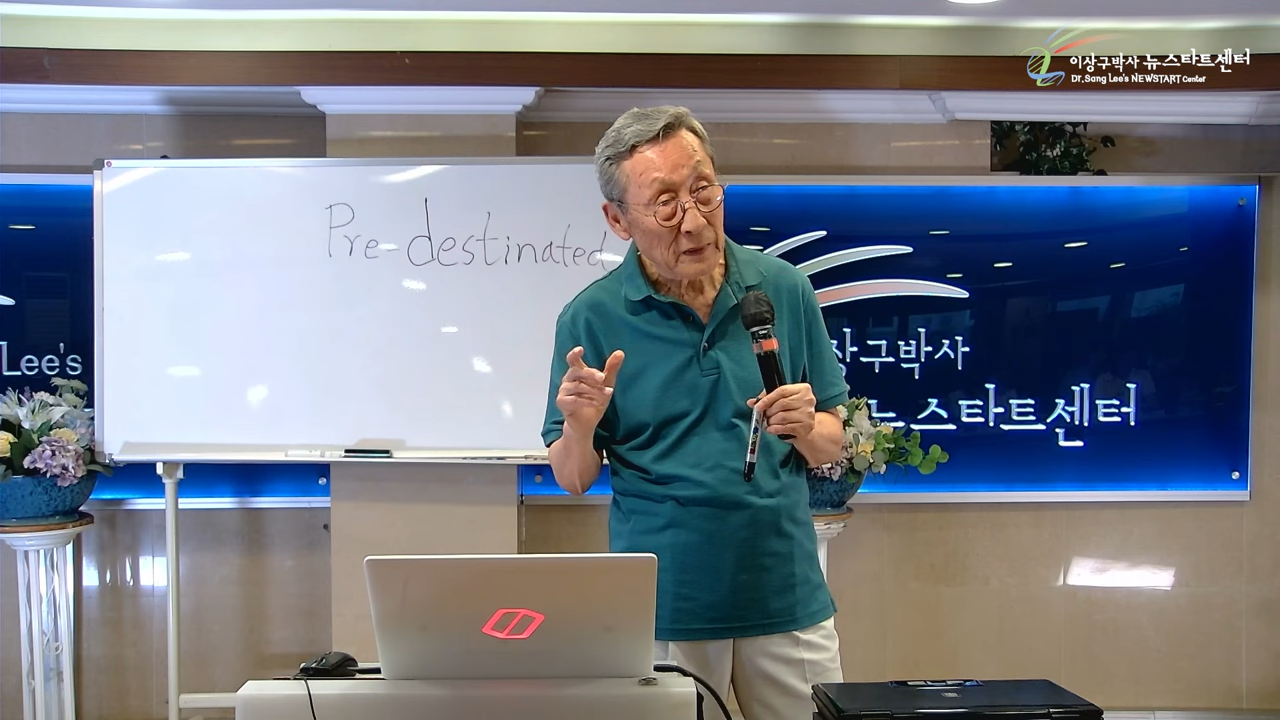 이상구박사 뉴스타트센터
Dr. Sang Lee's NEWSTART Center
Pre-destinated
Lee's
상구박사
뉴스타트센터